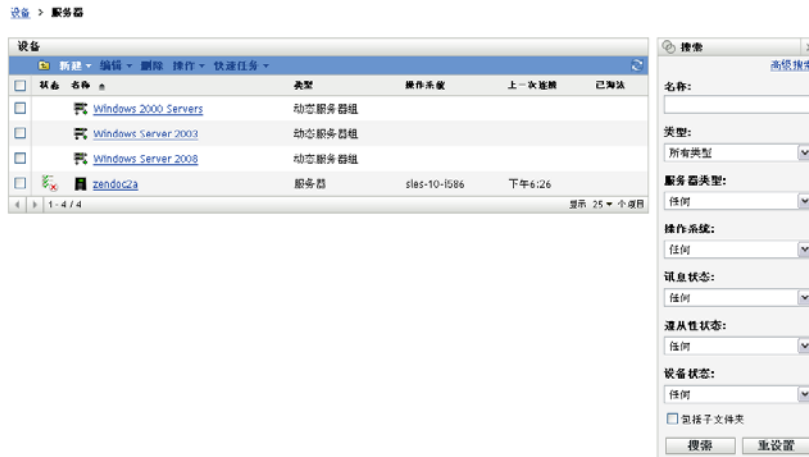 设备 > 服务器
设备
新建 编辑 删除 操作 快速任务
状态 名称 类型 操作系统 上一次连接 已淘汰
Windows 2000 Servers 动态服务器组
Windows Server 2003 动态服务器组
Windows Server 2008 动态服务器组
zendoc2a 服务器 sles-10-i586 下午6:26
1 - 4 / 4 显示 25 个项目
搜索
高级搜索
名称:
类型:
所有类型
服务器类型:
任何
操作系统:
任何
讯息状态:
任何
遵从性状态:
任何
设备状态:
任何
包括子文件夹
搜索 重设置